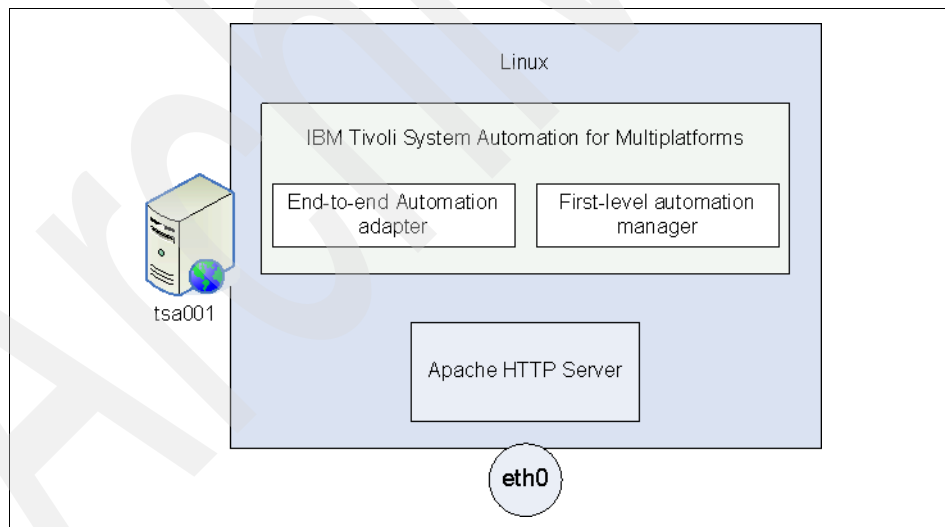 Linux
IBM Tivoli System Automation for Multiplatforms
End-to-end Automation
adapter
First-level automation
manager
tsa001
Apache HTTP Server
eth0